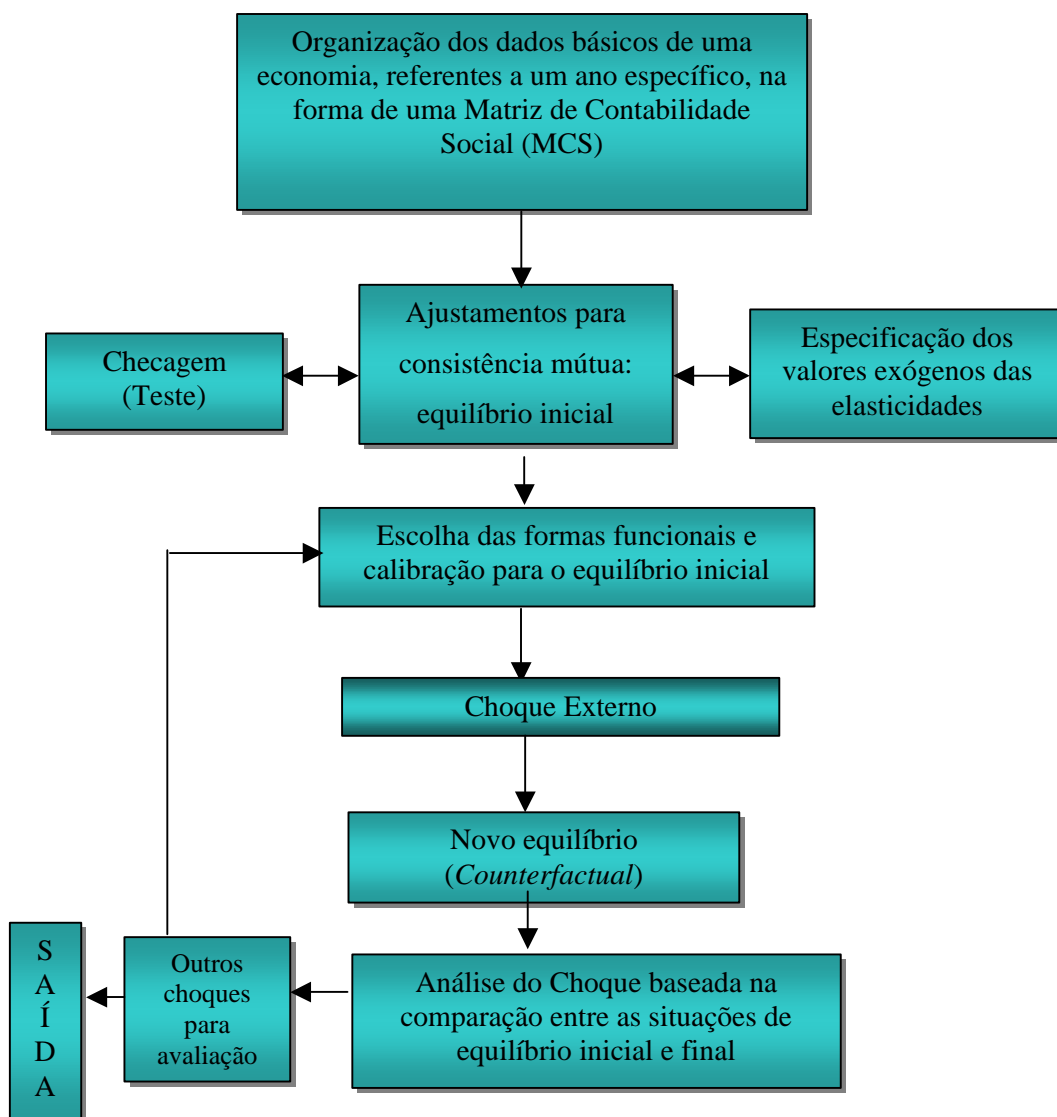 Organização dos dados básicos de uma
economia, referentes a um ano específico, na
forma de uma Matriz de Contabilidade
Social (MCS)
Ajustamentos para
consistência mútua:
equilíbrio inicial
Checagem
(Teste)
Especificação dos
valores exógenos das
elasticidades
Escolha das formas funcionais e
calibração para o equilíbrio inicial
Choque Externo
Novo equilíbrio
(Counterfactual)
Análise do Choque baseada na
comparação entre as situações de
equilíbrio inicial e final
Outros
choques
para
avaliação
S
A
Í
D
A